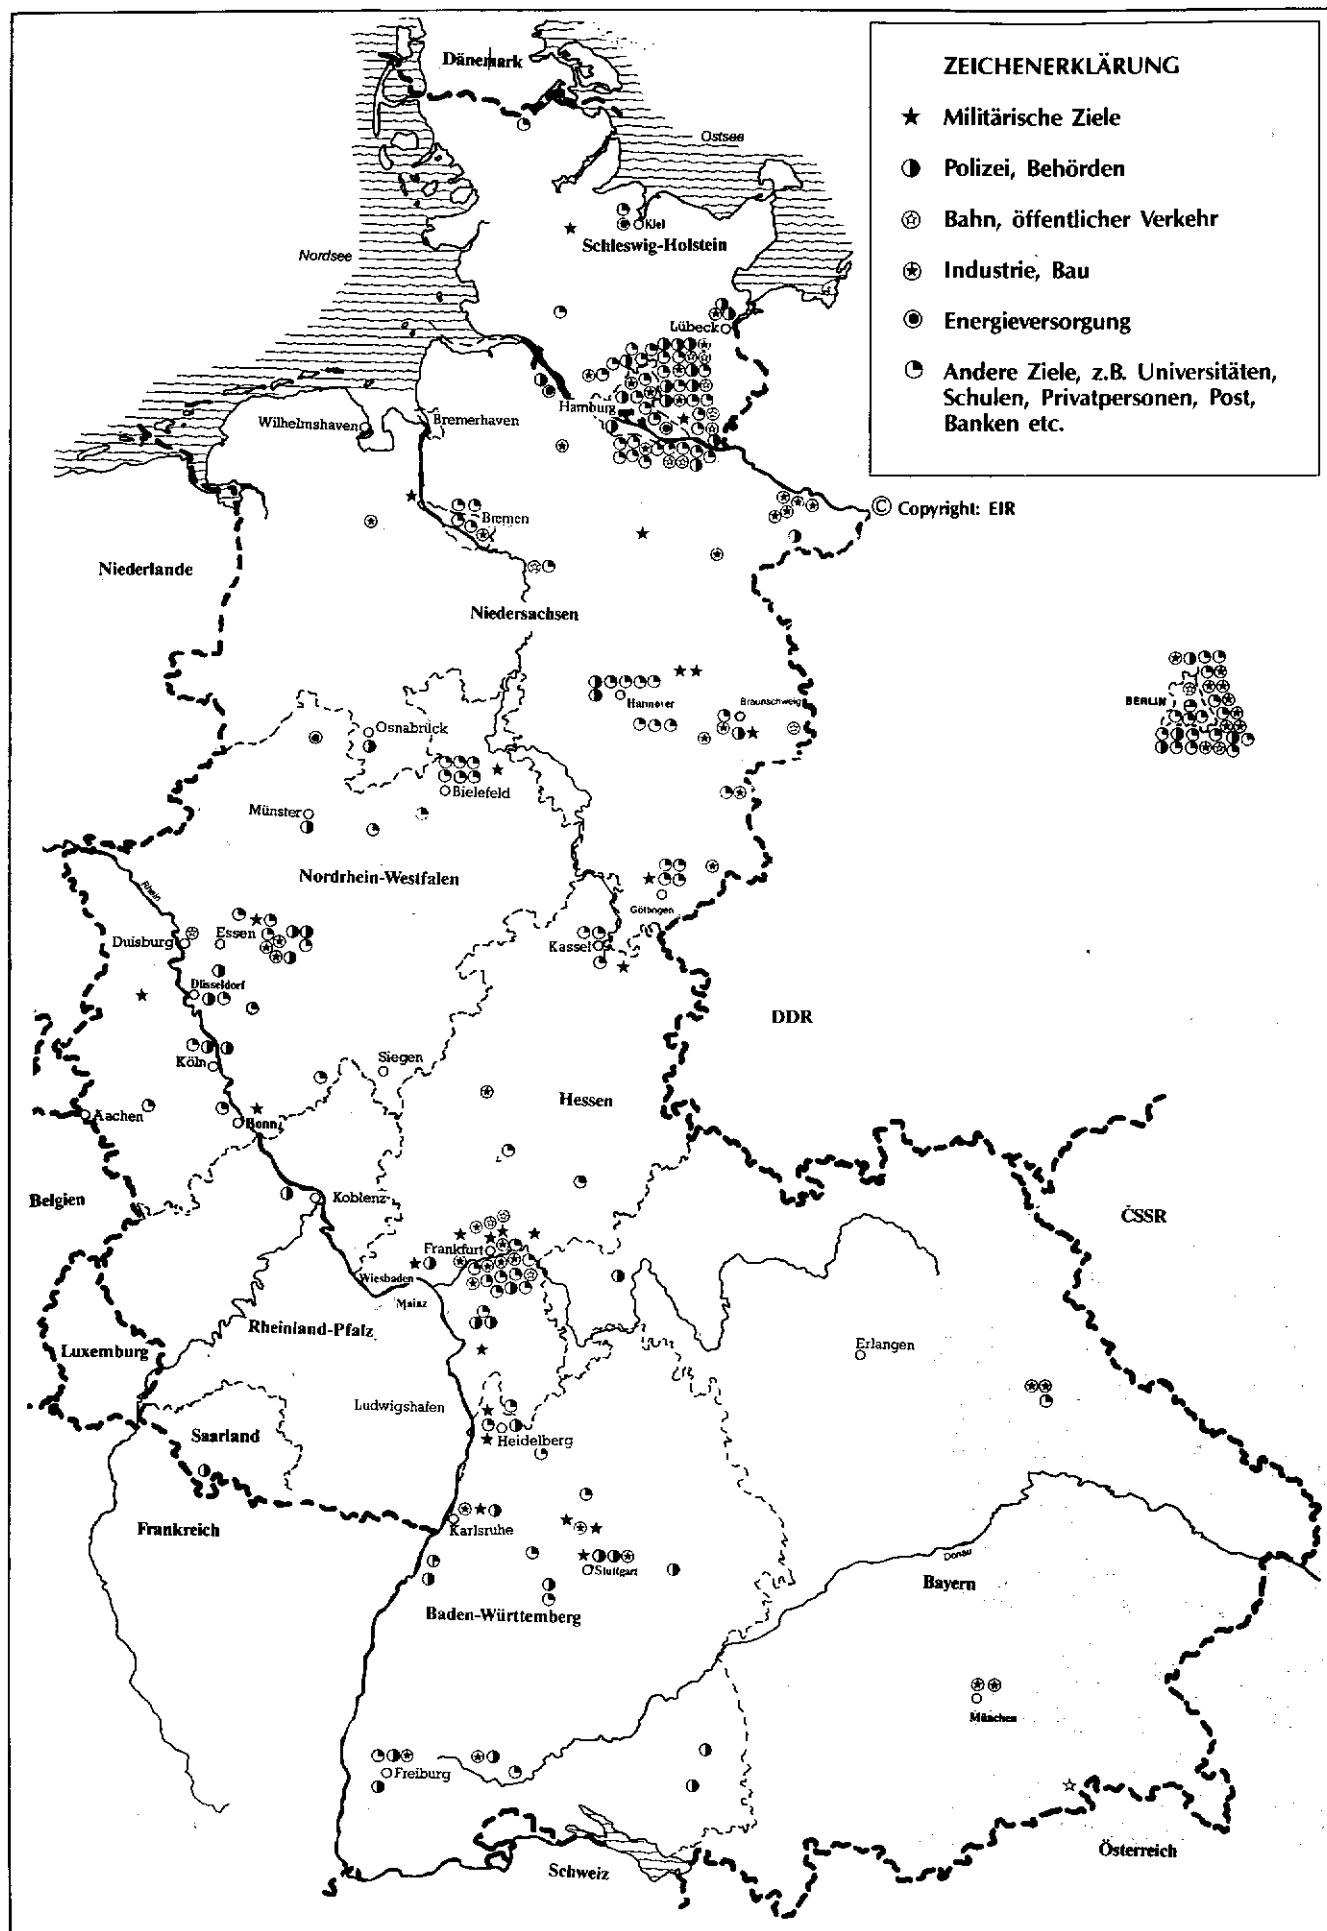 ZEICHENERKLÄRUNG
Militärische Ziele
Polizei, Behörden
Bahn, öffentlicher Verkehr
Industrie, Bau
Energieversorgung
Andere Ziele, z.B. Universitäten,
Schulen, Privatpersonen, Post,
Banken etc.
© Copyright: EIR
Dänemark
Ostsee
Kiel
Schleswig-Holstein
Nordsee
Lübeck
Hamburg
Wilhelmshaven
Bremerhaven
Bremen
Niederlande
Niedersachsen
Hannover
Braunschweig
BERLIN
Osnabrück
Bielefeld
Münster
Nordrhein-Westfalen
Rhein
Göttingen
Duisburg
Essen
Kassel
Düsseldorf
DDR
Köln
Siegen
Hessen
Aachen
Bonn
Belgien
Koblenz
ČSSR
Frankfurt
Wiesbaden
Mainz
Rheinland-Pfalz
Luxemburg
Erlangen
Ludwigshafen
Saarland
Heidelberg
Karlsruhe
Frankreich
Donau
Stuttgart
Bayern
Baden-Württemberg
München
Freiburg
Österreich
Schweiz